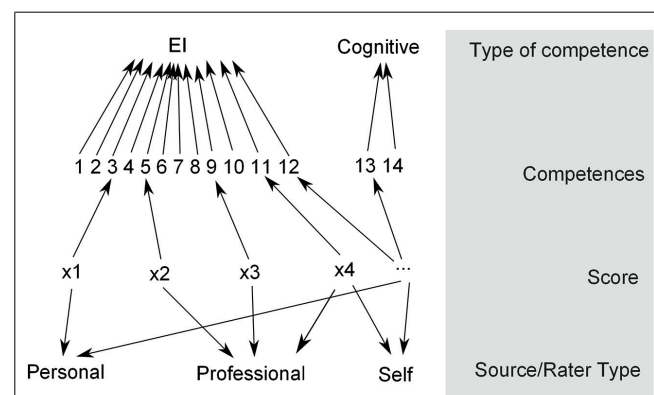 EI Cognitive Type of competence
1 2 3 4 5 6 7 8 9 10 11 12 13 14 Competences
x1 x2 x3 x4 ... Score
Personal Professional Self Source/Rater Type